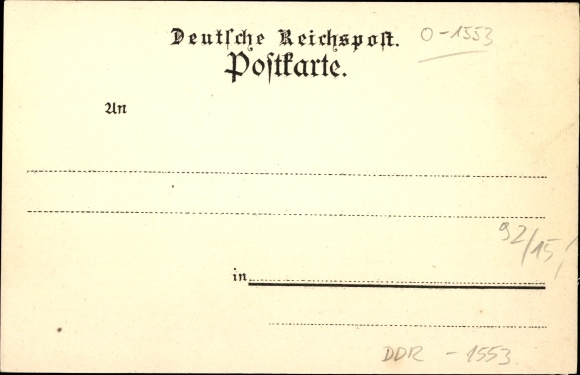 Deutſche Reichspoſt.
O-1553
Poſtkarte.
An
92/15,
in
DDR - 1553